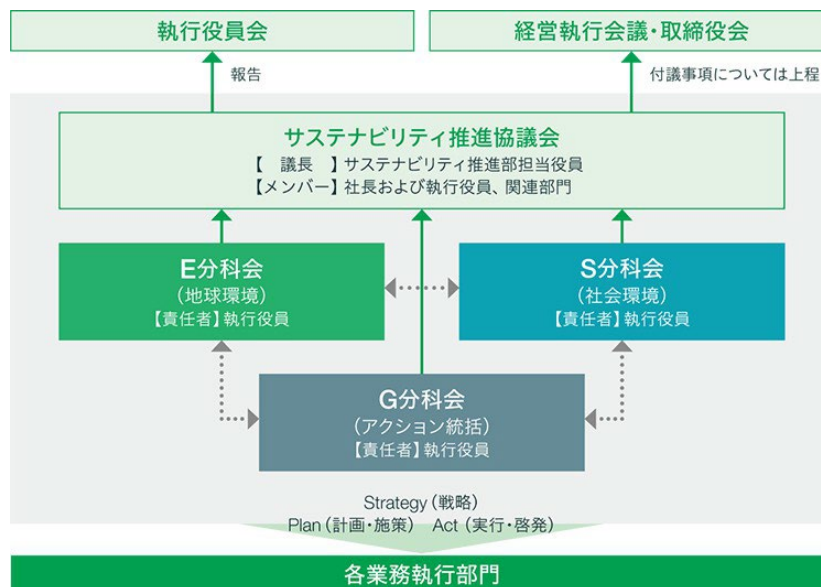 執行役員会
経営執行会議・取締役会
報告
付議事項については上程
サステナビリティ推進協議会
【　議長　】サステナビリティ推進部担当役員
【メンバー】社長および執行役員、関連部門
E分科会
（地球環境）
【責任者】執行役員
S分科会
（社会環境）
【責任者】執行役員
G分科会
（アクション統括）
【責任者】執行役員
Strategy（戦略）
Plan（計画・施策）　Act（実行・啓発）
各業務執行部門